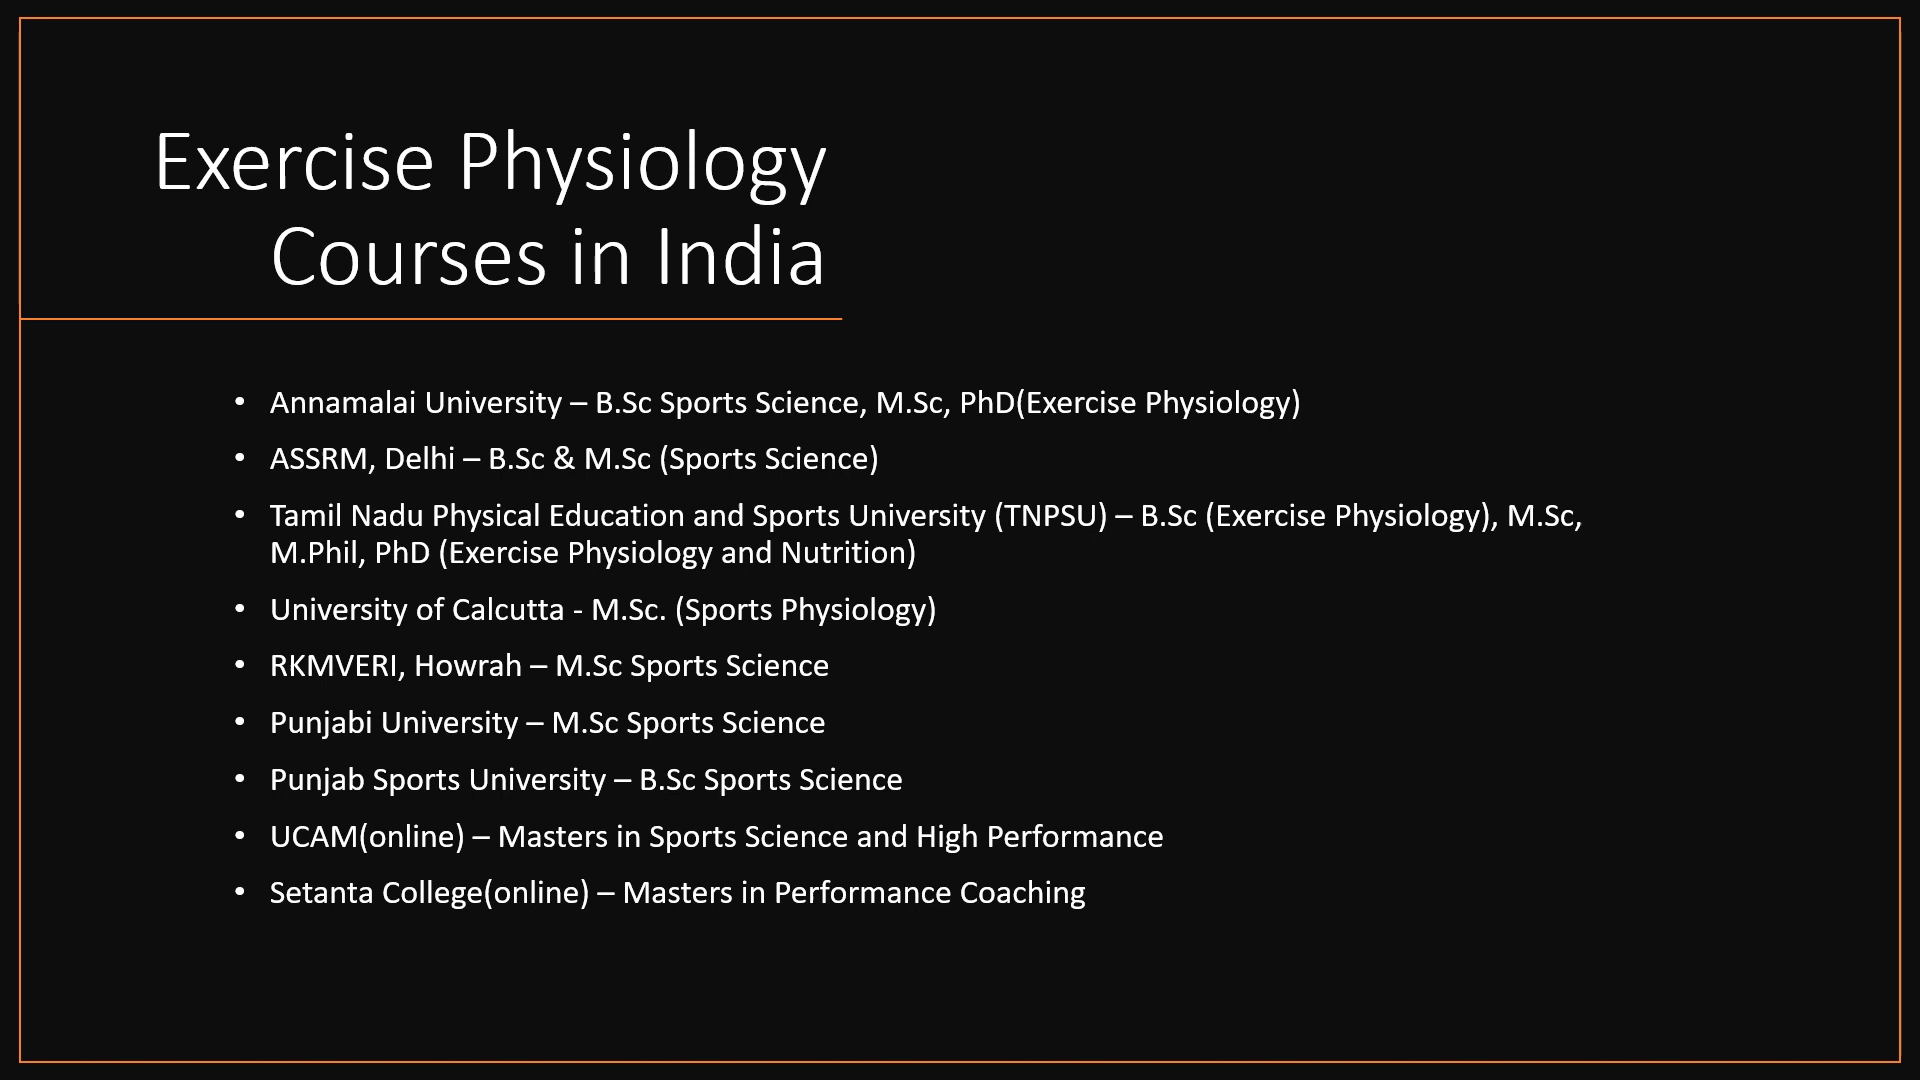 Exercise Physiology
Courses in India
• Annamalai University – B.Sc Sports Science, M.Sc, PhD(Exercise Physiology)
• ASSRM, Delhi – B.Sc & M.Sc (Sports Science)
• Tamil Nadu Physical Education and Sports University (TNPSU) – B.Sc (Exercise Physiology), M.Sc,
M.Phil, PhD (Exercise Physiology and Nutrition)
• University of Calcutta - M.Sc. (Sports Physiology)
• RKMVERI, Howrah – M.Sc Sports Science
• Punjabi University – M.Sc Sports Science
• Punjab Sports University – B.Sc Sports Science
• UCAM(online) – Masters in Sports Science and High Performance
• Setanta College(online) – Masters in Performance Coaching